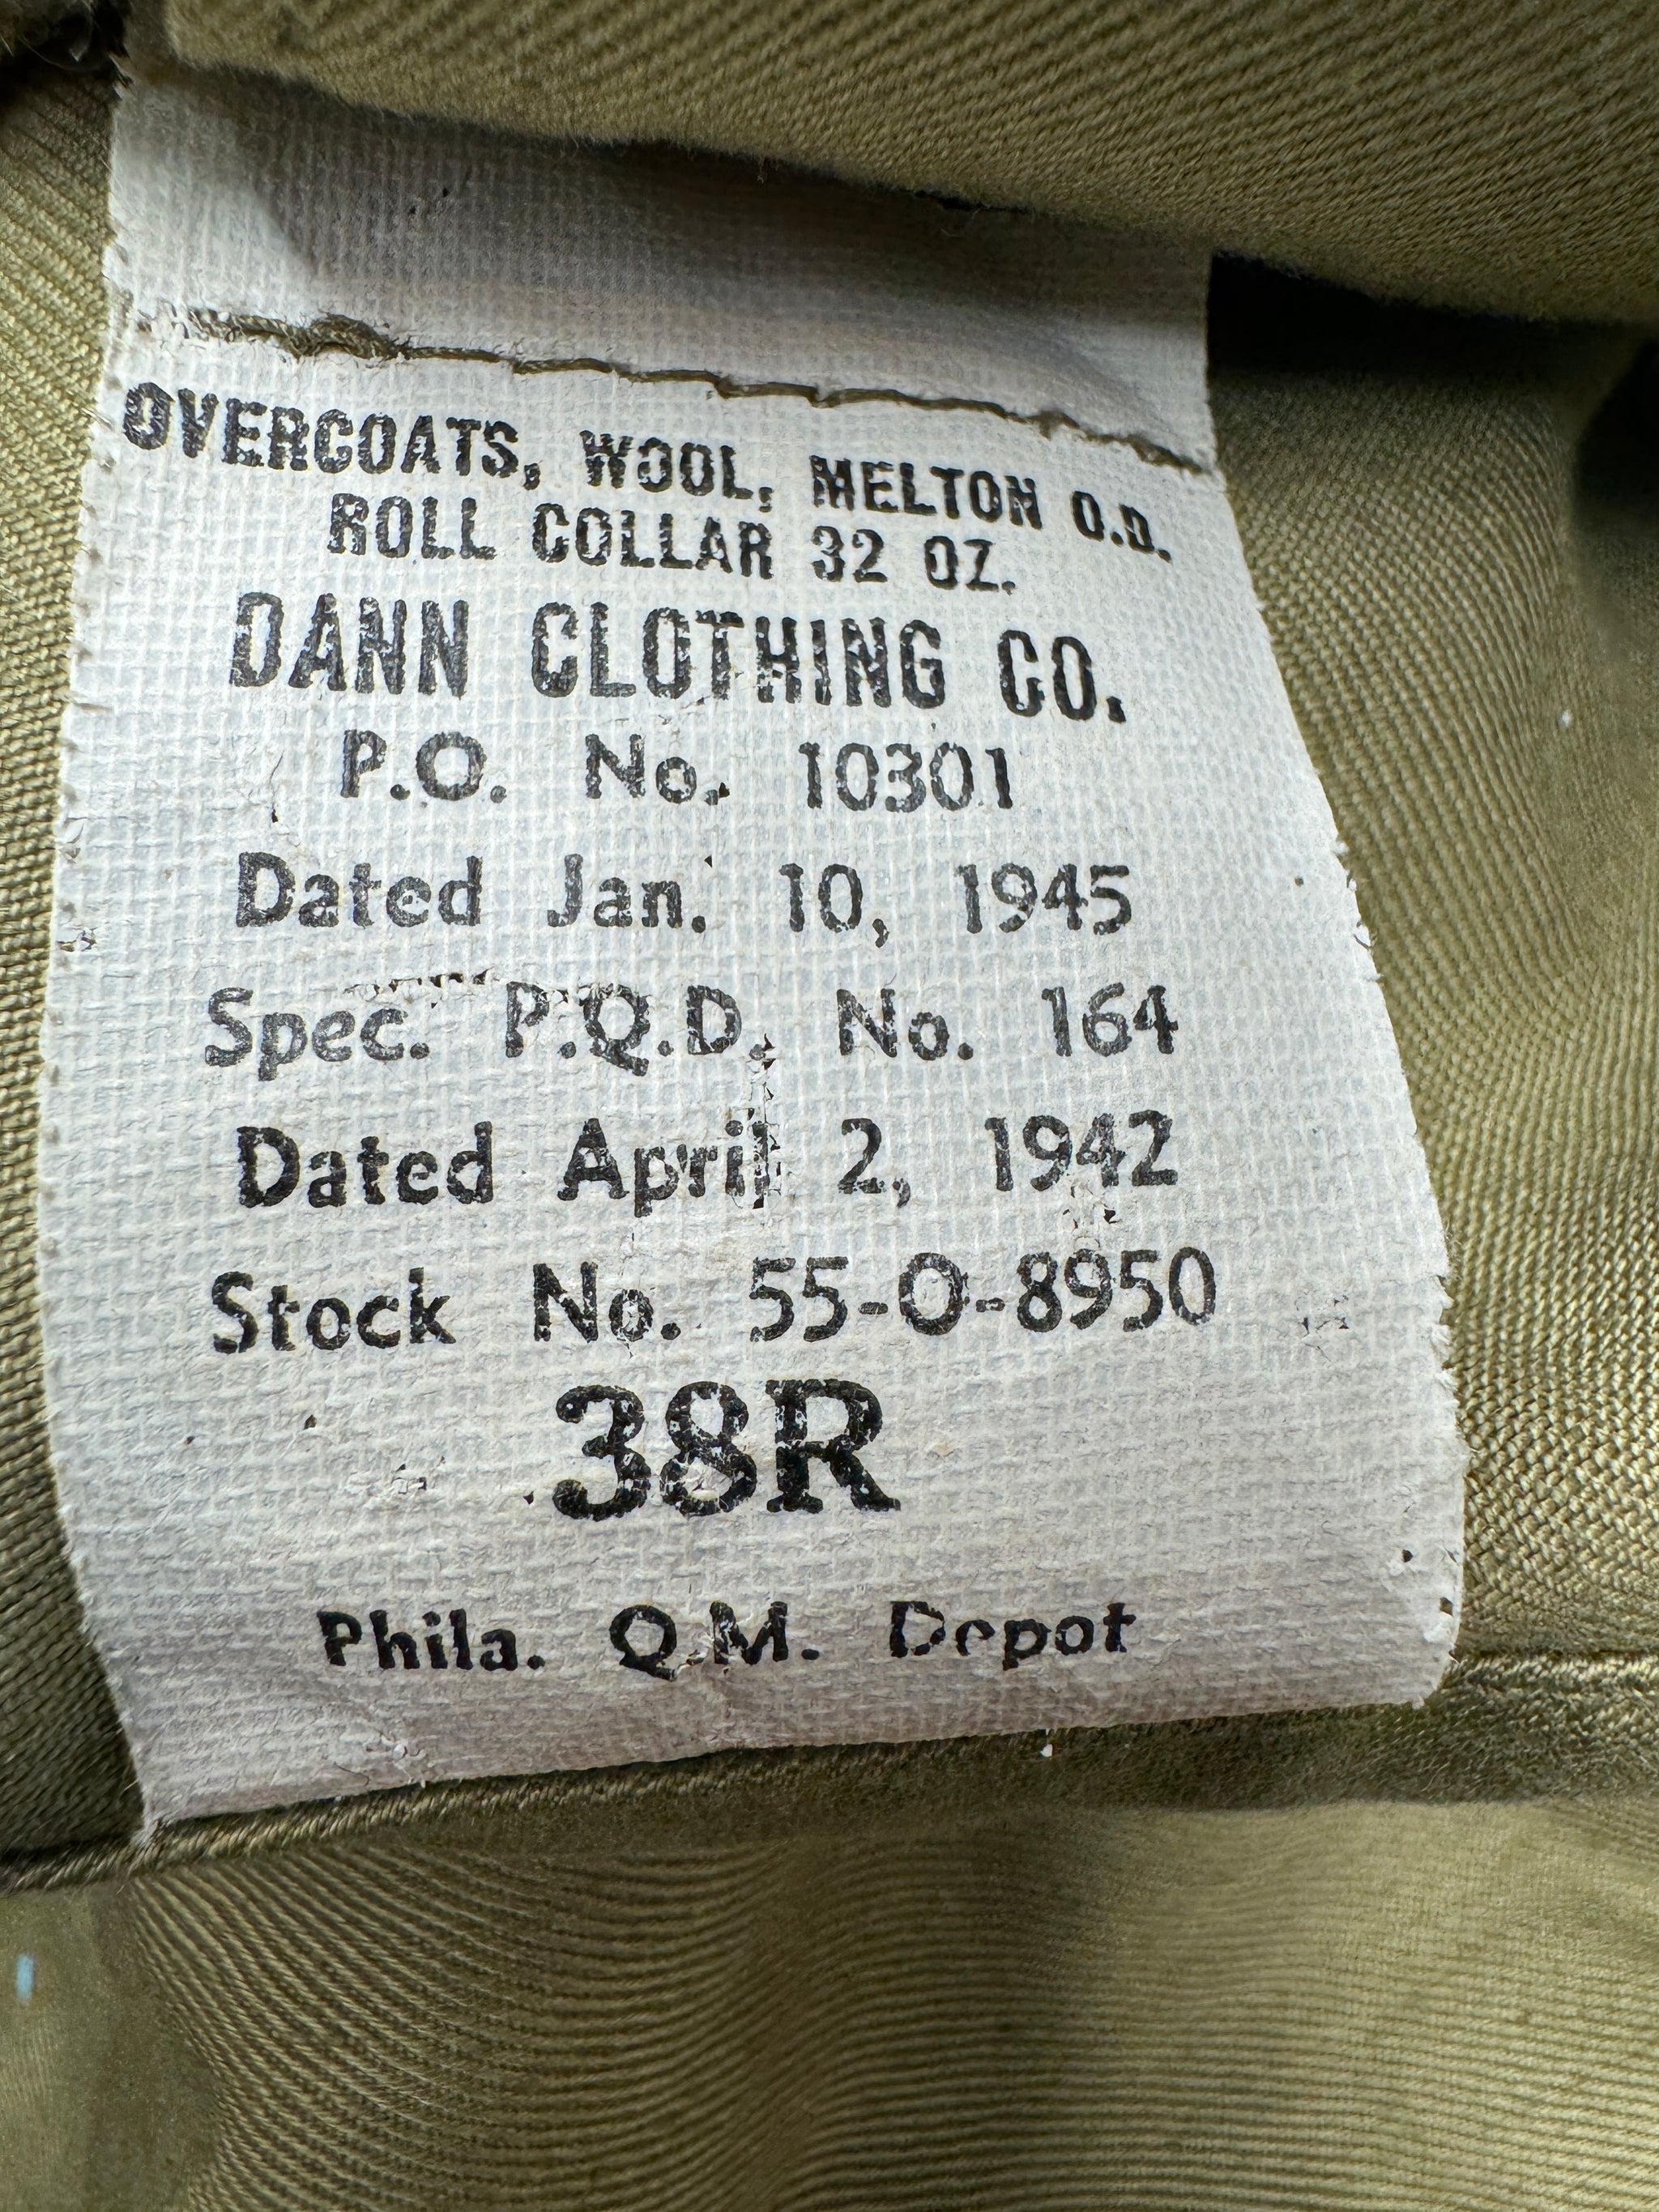 OVERCOATS, WOOL, MELTON O.D.
ROLL COLLAR 32 OZ.
DANN CLOTHING CO.
P.O. No. 10301
Dated Jan. 10, 1945
Spec. P.Q.D. No. 164
Dated April 2, 1942
Stock No. 55-O-8950
38R
Phila. Q.M. Depot